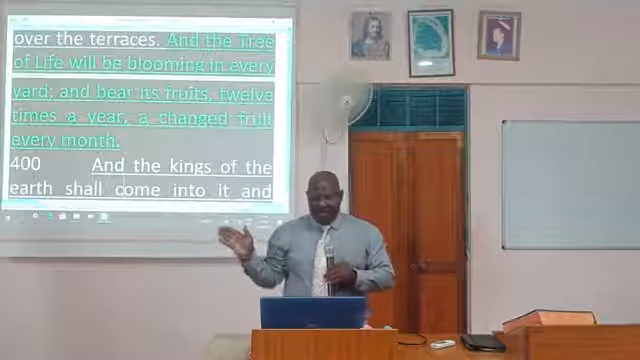 over the terraces. And the Tree
of Life will be blooming in every
yard; and bear its fruits, twelve
times a year, a changed fruit
every month.
400 And the kings of the
earth shall come into it and